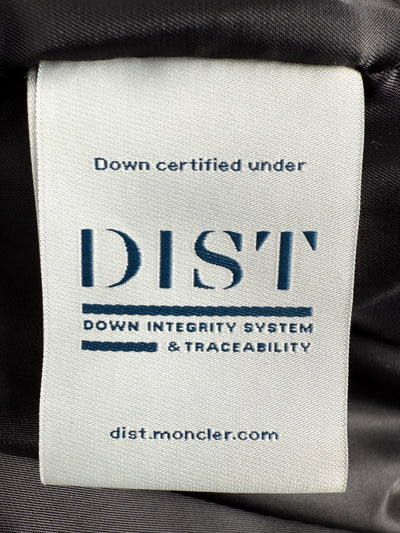 Down certified under
DIST
DOWN INTEGRITY SYSTEM
& TRACEABILITY
dist.moncler.com